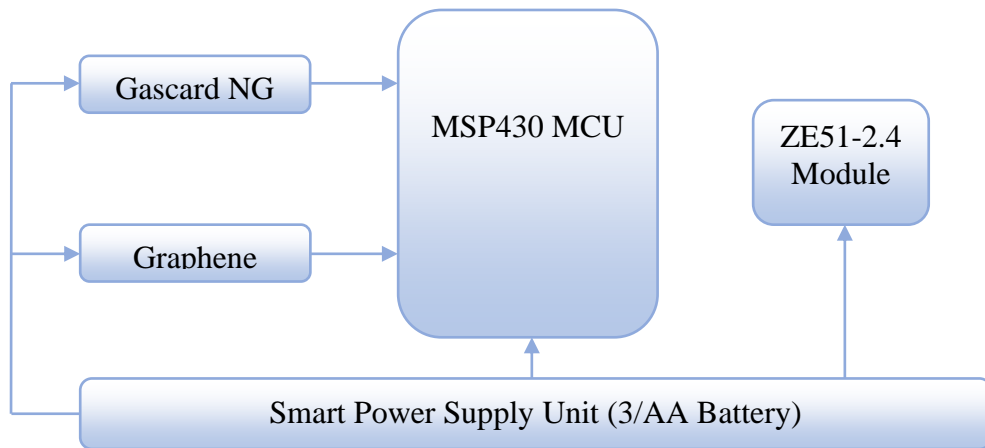 Gascard NG
MSP430 MCU
ZE51-2.4
Module
Graphene
Smart Power Supply Unit (3/AA Battery)